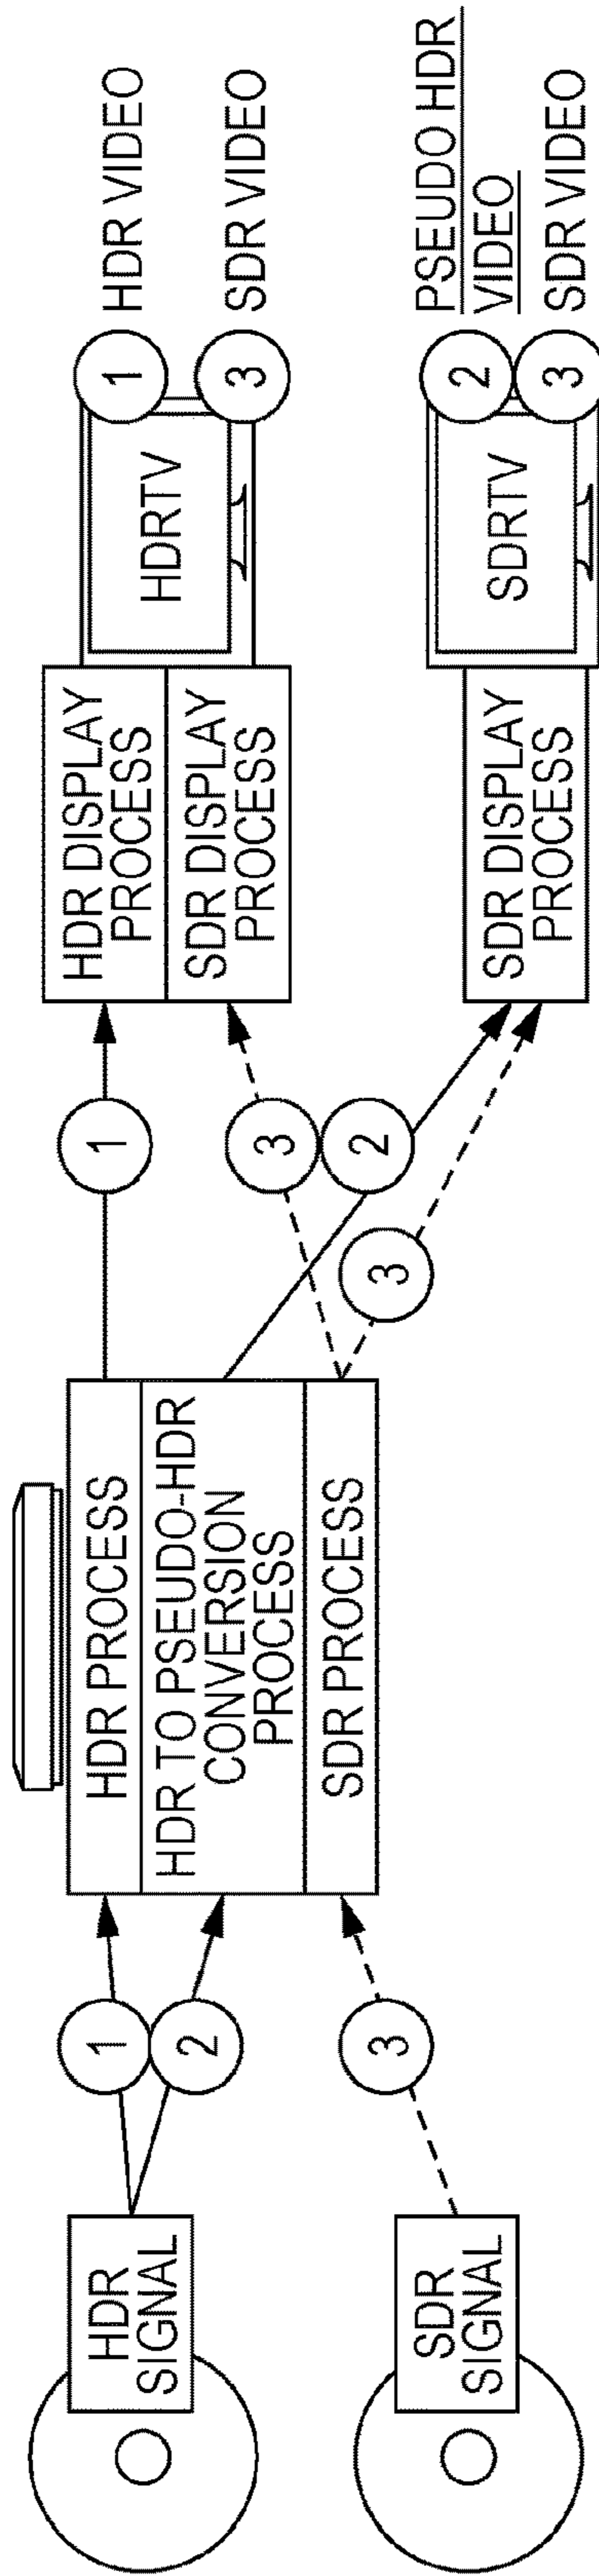 HDR
SIGNAL
SDR
SIGNAL
1
2
3
HDR PROCESS
HDR TO PSEUDO-HDR
CONVERSION
PROCESS
SDR PROCESS
1
3
2
3
HDR DISPLAY
PROCESS
SDR DISPLAY
PROCESS
HDRTV
1
HDR VIDEO
3
SDR VIDEO
SDR DISPLAY
PROCESS
SDRTV
2
PSEUDO HDR
VIDEO
3
SDR VIDEO